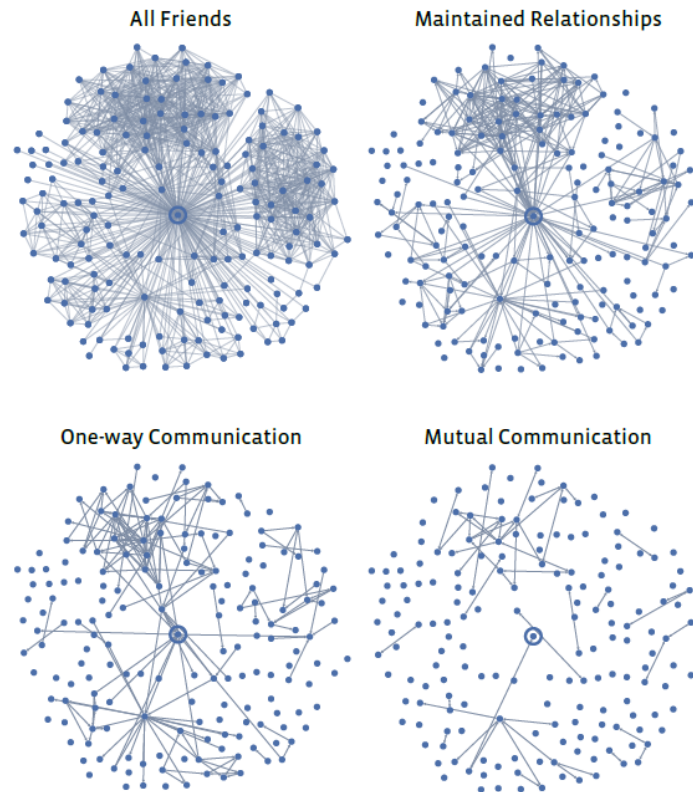 All Friends
Maintained Relationships
One-way Communication
Mutual Communication